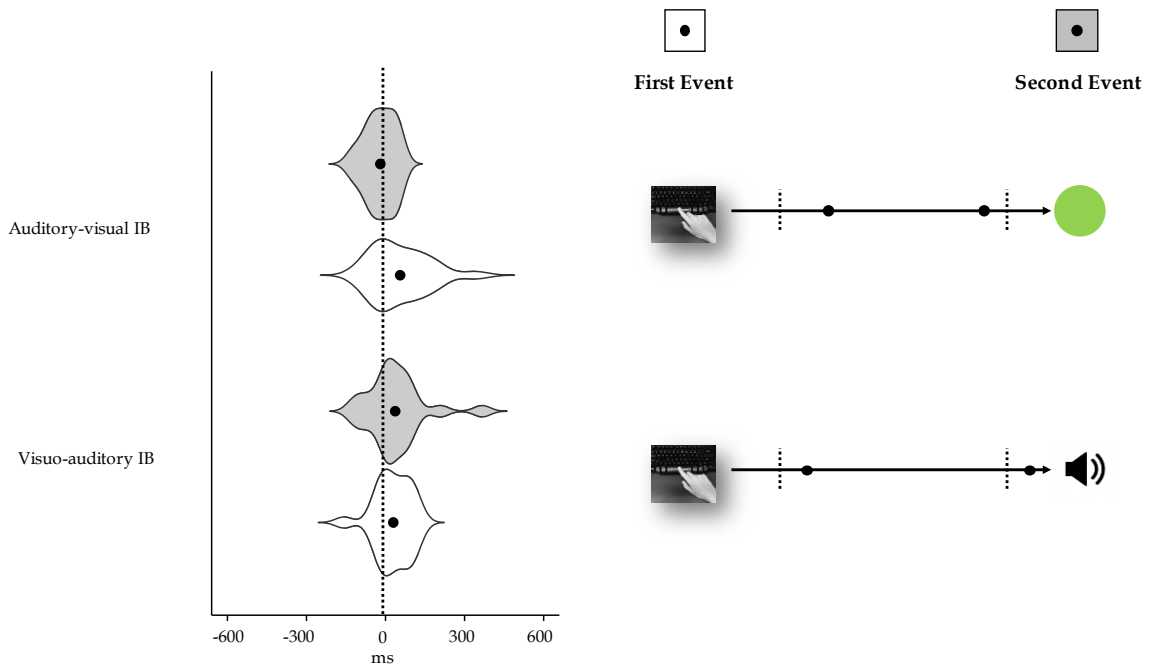 First Event
Second Event
Auditory-visual IB
Visuo-auditory IB
-600
-300
0
300
600
ms